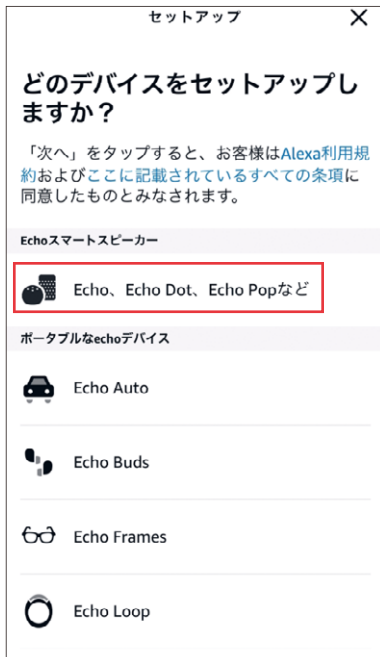 セットアップ
どのデバイスをセットアップし
ますか？
「次へ」をタップすると、お客様はAlexa利用規
約およびここに記載されているすべての条項に
同意したものとみなされます。
Echoスマートスピーカー
Echo、Echo Dot、Echo Popなど
ポータブルなechoデバイス
Echo Auto
Echo Buds
Echo Frames
Echo Loop